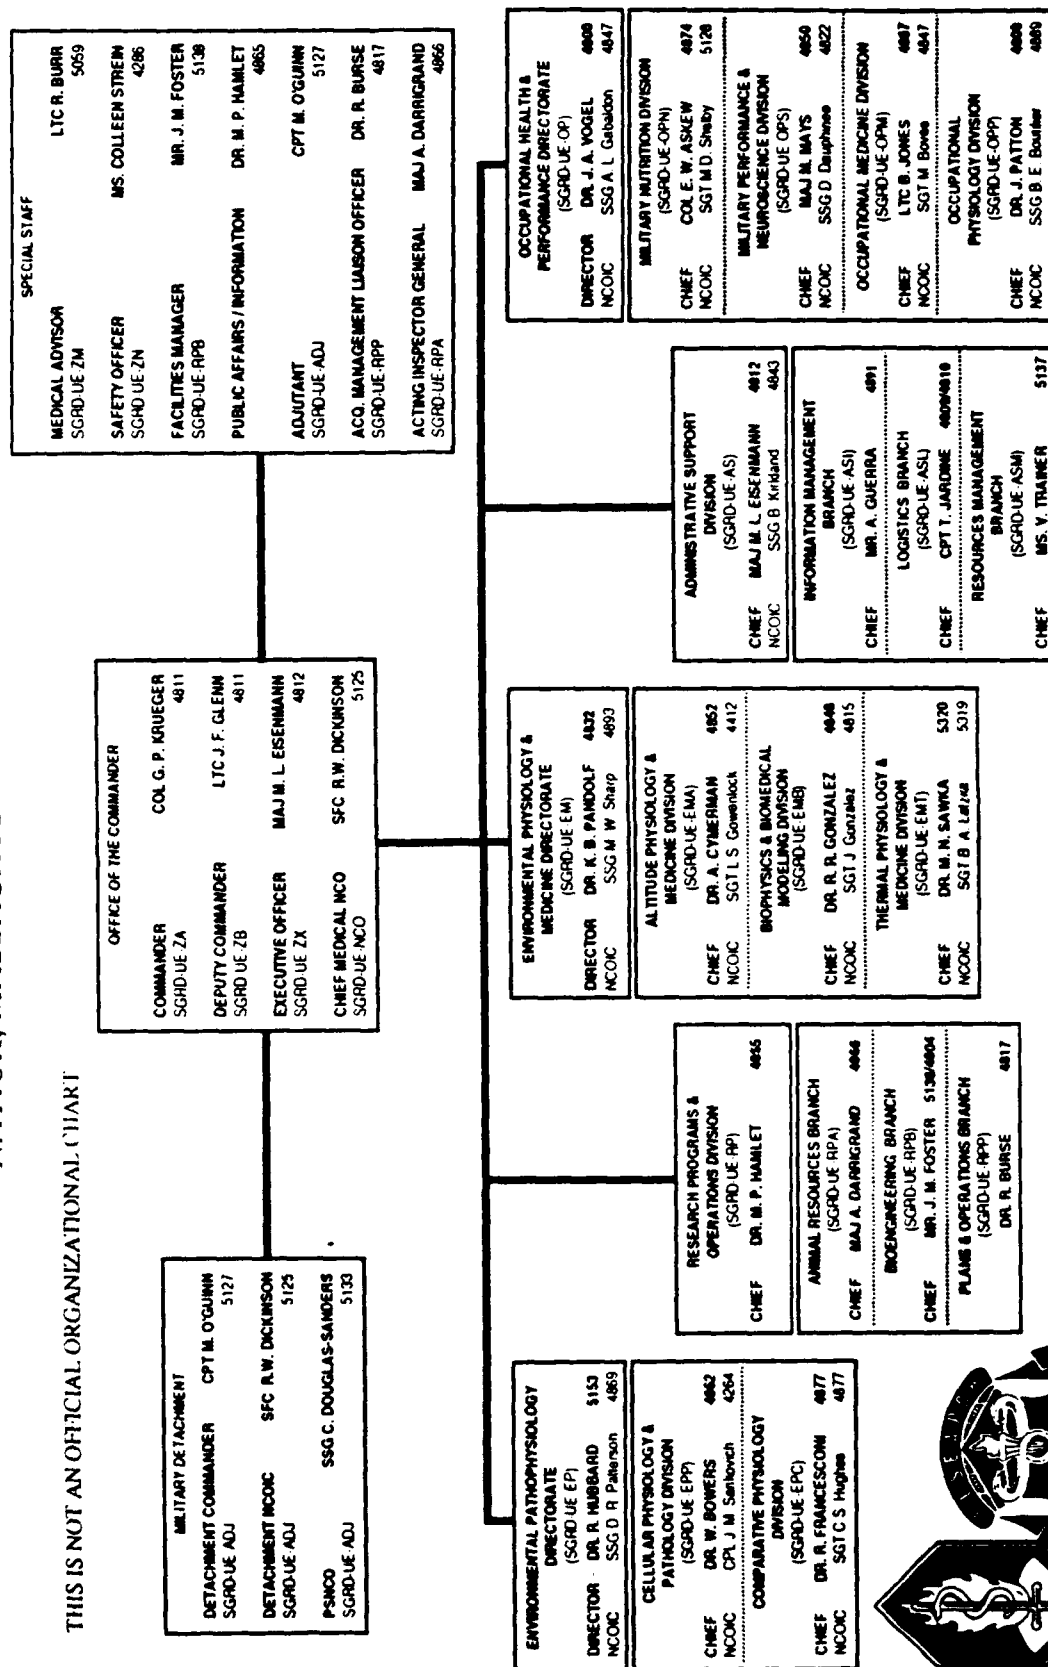 THIS IS NOT AN OFFICIAL ORGANIZATIONAL CHART
MILITARY DETACHMENT
DETACHMENT COMMANDER CPT M. O'GUINN
SGRD-UE-ADJ 5127
DETACHMENT NCOIC SFC R.W. DICKINSON
SGRD-UE-ADJ 5125
PSNCO SSG C. DOUGLAS-SANDERS
SGRD-UE-ADJ 5133
OFFICE OF THE COMMANDER
COMMANDER COL G. P. KRUEGER
SGRD-UE-ZA 4811
DEPUTY COMMANDER LTC J. F. GLENN
SGRD-UE-ZB 4811
EXECUTIVE OFFICER MAJ M. L. EISENMANN
SGRD-UE-ZX 4812
CHIEF MEDICAL NCO SFC R.W. DICKINSON
SGRD-UE-NCO 5125
SPECIAL STAFF
MEDICAL ADVISOR LTC R. BURR
SGRD-UE-ZM 5059
SAFETY OFFICER MS. COLLEEN STREIN
SGRD-UE-ZN 4286
FACILITIES MANAGER MR. J. M. FOSTER
SGRD-UE-RPB 5138
PUBLIC AFFAIRS / INFORMATION DR. M. P. HAMLET
4865
ADJUTANT CPT M. O'GUINN
SGRD-UE-ADJ 5127
ACQ. MANAGEMENT LIAISON OFFICER DR. R. BURSE
SGRD-UE-RPP 4817
ACTING INSPECTOR GENERAL MAJ A. DARRIGRAND
SGRD-UE-RPA 4866
ENVIRONMENTAL PATHOPHYSIOLOGY
DIRECTORATE
(SGRD-UE-EP)
DIRECTOR DR. R. HUBBARD 5153
NCOIC SSG D R Patterson 4869
CELLULAR PHYSIOLOGY &
PATHOLOGY DIVISION
(SGRD-UE-EPP)
CHIEF DR. W. BOWERS 4862
NCOIC CPL J M Senkovich 4264
COMPARATIVE PHYSIOLOGY
DIVISION
(SGRD-UE-EPC)
CHIEF DR. R. FRANCESCONI 4877
NCOIC SGT C S Hughes 4877
RESEARCH PROGRAMS &
OPERATIONS DIVISION
(SGRD-UE-RP)
CHIEF DR. M. P. HAMLET 4865
ANIMAL RESOURCES BRANCH
(SGRD-UE-RPA)
CHIEF MAJ A. DARRIGRAND 4866
BIOENGINEERING BRANCH
(SGRD-UE-RPB)
CHIEF MR. J. M. FOSTER 5138/4804
PLANS & OPERATIONS BRANCH
(SGRD-UE-RPP)
DR. R. BURSE 4817
ENVIRONMENTAL PHYSIOLOGY &
MEDICINE DIRECTORATE
(SGRD-UE-EM)
DIRECTOR DR. K. B. PANDOLF 4832
NCOIC SSG M W Sharp 4893
ALTITUDE PHYSIOLOGY &
MEDICINE DIVISION
(SGRD-UE-EMA)
CHIEF DR. A. CYMERMAN 4852
NCOIC SGT L S Gowenlock 4412
BIOPHYSICS & BIOMEDICAL
MODELING DIVISION
(SGRD-UE-EMB)
CHIEF DR. R. R. GONZALEZ 4848
NCOIC SGT J Gonzalez 4815
THERMAL PHYSIOLOGY &
MEDICINE DIVISION
(SGRD-UE-EMT)
CHIEF DR. M. N. SAWKA 5320
NCOIC SGT B A 5319
ADMINISTRATIVE SUPPORT
DIVISION
(SGRD-UE-AS)
CHIEF MAJ M. L. EISENMANN 4812
NCOIC SSG B Kirkland 4843
INFORMATION MANAGEMENT
BRANCH
(SGRD-UE-ASI)
CHIEF MR. A. GUERRA 4891
LOGISTICS BRANCH
(SGRD-UE-ASL)
CHIEF CPT T. JARDINE 4809/4810
RESOURCES MANAGEMENT
BRANCH
(SGRD-UE-ASM)
CHIEF MS. V. TRAINER 5137
OCCUPATIONAL HEALTH &
PERFORMANCE DIRECTORATE
(SGRD-UE-OP)
DIRECTOR DR. J. A. VOGEL 4800
NCOIC SSG A. L Gabaldon 4847
MILITARY NUTRITION DIVISION
(SGRD-UE-OPN)
CHIEF COL E. W. ASKEW 4874
NCOIC SGT M D. Shelby 5128
MILITARY PERFORMANCE &
NEUROSCIENCE DIVISION
(SGRD-UE OPS)
CHIEF MAJ M. MAYS 4850
NCOIC SSG D Dauphinee 4822
OCCUPATIONAL MEDICINE DIVISION
(SGRD-UE-OPM)
CHIEF LTC B. JONES 4887
NCOIC SGT M Bovee 4847
OCCUPATIONAL
PHYSIOLOGY DIVISION
(SGRD-UE-OPP)
CHIEF DR. J. PATTON
NCOIC SSG B E. Boutee 4889